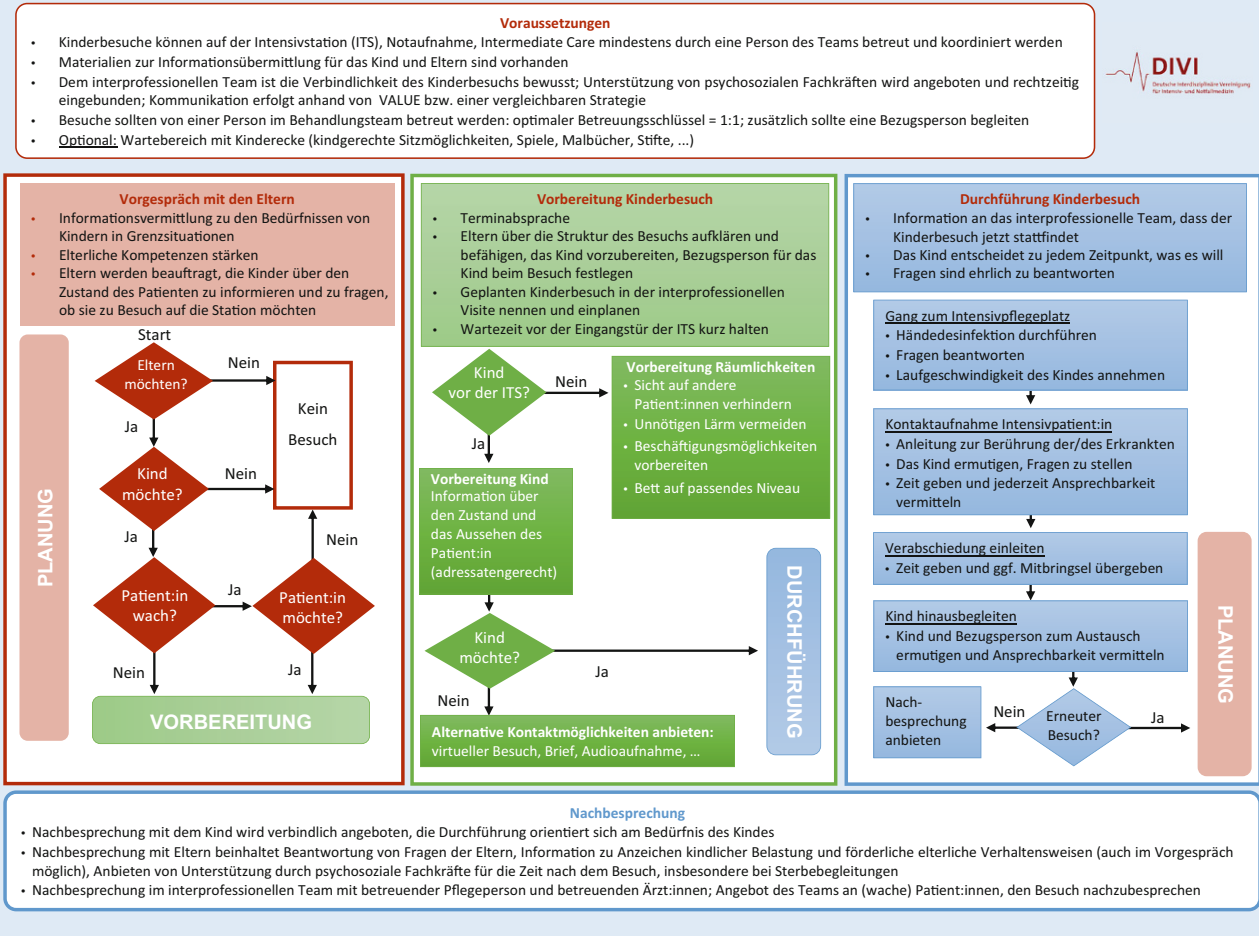 Voraussetzungen
• Kinderbesuche können auf der Intensivstation (ITS), Notaufnahme, Intermediate Care mindestens durch eine Person des Teams betreut und koordiniert werden
• Materialien zur Informationsübermittlung für das Kind und Eltern sind vorhanden
• Dem interprofessionellen Team ist die Verbindlichkeit des Kinderbesuchs bewusst; Unterstützung von psychosozialen Fachkräften wird angeboten und rechtzeitig
eingebunden; Kommunikation erfolgt anhand von VALUE bzw. einer vergleichbaren Strategie
• Besuche sollten von einer Person im Behandlungsteam betreut werden: optimaler Betreuungsschlüssel = 1:1; zusätzlich sollte eine Bezugsperson begleiten
• Optional: Wartebereich mit Kinderecke (kindgerechte Sitzmöglichkeiten, Spiele, Malbücher, Stifte, ...)
DIVI
Deutsche Interdisziplinäre Vereinigung
für Intensiv- und Notfallmedizin
Vorgespräch mit den Eltern
• Informationsvermittlung zu den Bedürfnissen von
Kindern in Grenzsituationen
• Elterliche Kompetenzen stärken
• Eltern werden beauftragt, die Kinder über den
Zustand des Patienten zu informieren und zu fragen,
ob sie zu Besuch auf die Station möchten
PLANUNG
Start
Eltern
möchten?
Nein
Kein
Besuch
Ja
Kind
möchte?
Nein
Ja
Nein
Patient:in
wach?
Ja
Patient:in
möchte?
Nein
Ja
VORBEREITUNG
Vorbereitung Kinderbesuch
• Terminabsprache
• Eltern über die Struktur des Besuchs aufklären und
befähigen, das Kind vorzubereiten, Bezugsperson für das
Kind beim Besuch festlegen
• Geplanten Kinderbesuch in der interprofessionellen
Visite nennen und einplanen
• Wartezeit vor der Eingangstür der ITS kurz halten
Kind
vor der ITS?
Nein
Vorbereitung Räumlichkeiten
• Sicht auf andere
Patient:innen verhindern
• Unnötigen Lärm vermeiden
• Beschäftigungsmöglichkeiten
vorbereiten
• Bett auf passendes Niveau
Ja
Vorbereitung Kind
Information über
den Zustand und
das Aussehen des
Patient:in
(adressatengerecht)
Kind
möchte?
Ja
DURCHFÜHRUNG
Nein
Alternative Kontaktmöglichkeiten anbieten:
virtueller Besuch, Brief, Audioaufnahme, ...
Durchführung Kinderbesuch
• Information an das interprofessionelle Team, dass der
Kinderbesuch jetzt stattfindet
• Das Kind entscheidet zu jedem Zeitpunkt, was es will
• Fragen sind ehrlich zu beantworten
Gang zum Intensivpflegeplatz
• Händedesinfektion durchführen
• Fragen beantworten
• Laufgeschwindigkeit des Kindes annehmen
Kontaktaufnahme Intensivpatient:in
• Anleitung zur Berührung der/des Erkrankten
• Das Kind ermutigen, Fragen zu stellen
• Zeit geben und jederzeit Ansprechbarkeit
vermitteln
Verabschiedung einleiten
• Zeit geben und ggf. Mitbringsel übergeben
Kind hinausbegleiten
• Kind und Bezugsperson zum Austausch
ermutigen und Ansprechbarkeit vermitteln
Nach-
besprechung
anbieten
Nein
Erneuter
Besuch?
Ja
PLANUNG
Nachbesprechung
• Nachbesprechung mit dem Kind wird verbindlich angeboten, die Durchführung orientiert sich am Bedürfnis des Kindes
• Nachbesprechung mit Eltern beinhaltet Beantwortung von Fragen der Eltern, Information zu Anzeichen kindlicher Belastung und förderliche elterliche Verhaltensweisen (auch im Vorgespräch
möglich), Anbieten von Unterstützung durch psychosoziale Fachkräfte für die Zeit nach dem Besuch, insbesondere bei Sterbebegleitungen
• Nachbesprechung im interprofessionellen Team mit betreuender Pflegeperson und betreuenden Ärzt:innen; Angebot des Teams an (wache) Patient:innen, den Besuch nachzubesprechen